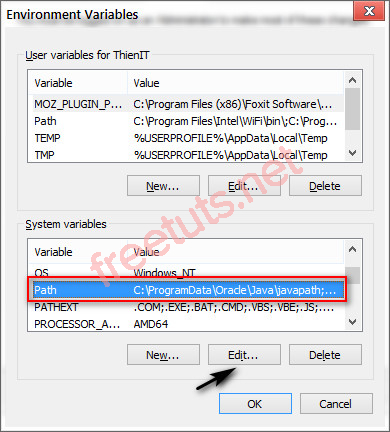 Environment Variables
User variables for ThienIT
Variable Value
MOZ_PLUGIN_P... C:\Program Files (x86)\Foxit Software\...
Path C:\Program Files\Intel\WiFi\bin\;C:\Prog...
TEMP %USERPROFILE%\AppData\Local\Temp
TMP %USERPROFILE%\AppData\Local\Temp
New... Edit... Delete
System variables
Variable Value
OS Windows_NT
Path C:\ProgramData\Oracle\Java\javapath;...
PATHEXT .COM;.EXE;.BAT;.CMD;.VBS;.VBE;.JS;....
PROCESSOR_A... AMD64
New... Edit... Delete
OK Cancel
freetuts.net